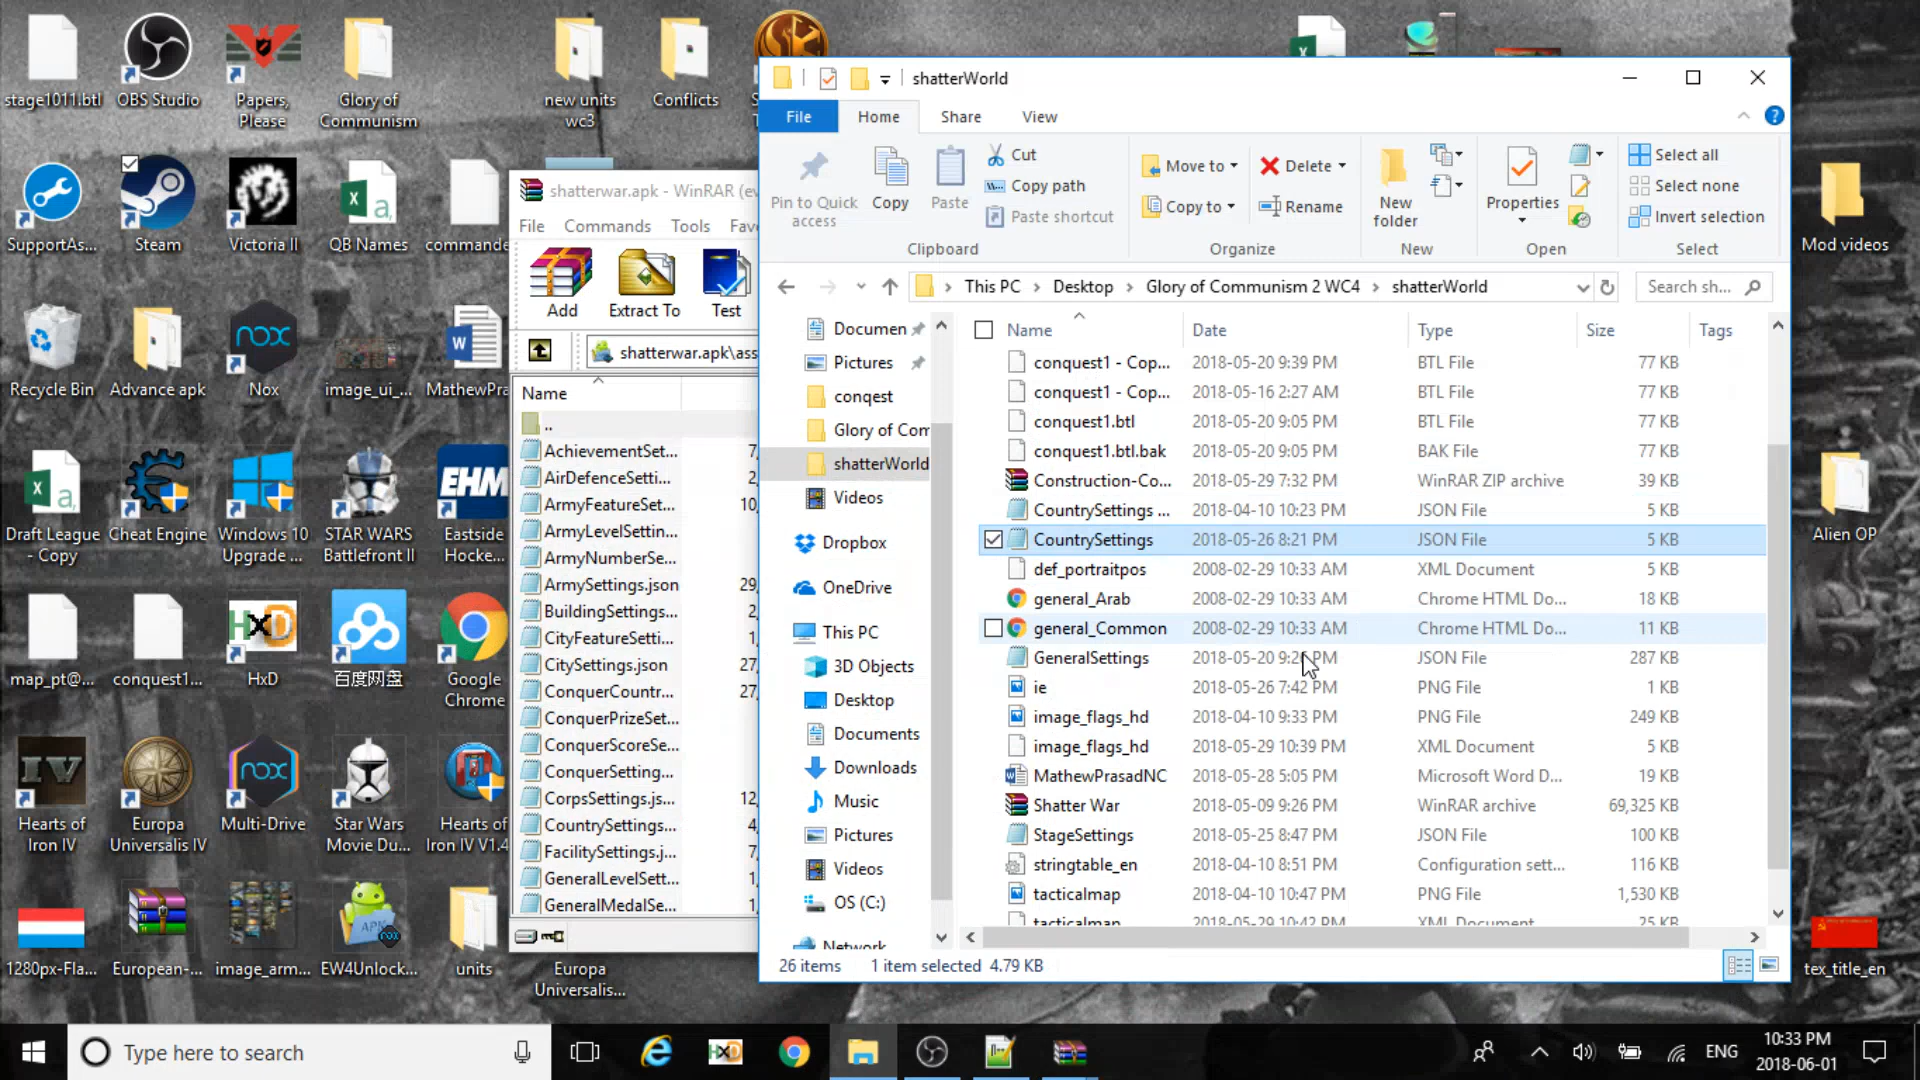 stage1011.btl
OBS Studio
Papers,
Please
Glory of
Communism
new units
wc3
Conflicts
SupportAs...
Steam
Victoria II
QB Names
commande
Recycle Bin
Advance apk
Nox
image_ui_...
MathewPra
Draft League
- Copy
Cheat Engine
Windows 10
Upgrade ...
STAR WARS
Battlefront II
EHM
Eastside
Hocke...
map_pt@...
conquest1...
HxD
百度网盘
Google
Chrome
Hearts of
Iron IV
Europa
Universalis IV
Multi-Drive
Star Wars
Movie Du...
Hearts of
Iron IV V1.4
1280px-Fla...
European-...
image_arm...
EW4Unlock...
units
Europa
Universalis...
Mod videos
Alien OP
tex_title_en
shatterwar.apk - WinRAR (ev
File
Commands
Tools
Fav
Add
Extract To
Test
shatterwar.apk\ass
Name
..
AchievementSet...
7,
AirDefenceSetti...
2,
ArmyFeatureSet...
10,
ArmyLevelSettin...
ArmyNumberSe...
ArmySettings.json
29,
BuildingSettings...
2,
CityFeatureSetti...
1,
CitySettings.json
27,
ConquerCountr...
27,
ConquerPrizeSet...
ConquerScoreSe...
ConquerSetting...
CorpsSettings.js...
12,
CountrySettings...
4,
FacilitySettings.j...
7,
GeneralLevelSett...
1,
GeneralMedalSe...
1,
shatterWorld
File
Home
Share
View
Pin to Quick
access
Copy
Paste
Cut
Copy path
Paste shortcut
Clipboard
Move to
Copy to
Delete
Rename
Organize
New
folder
New
Properties
Open
Select all
Select none
Invert selection
Select
This PC
Desktop
Glory of Communism 2 WC4
shatterWorld
Search sh...
Documen
Pictures
conqest
Glory of Com
shatterWorld
Videos
Dropbox
OneDrive
This PC
3D Objects
Desktop
Documents
Downloads
Music
Pictures
Videos
OS (C:)
Network
Name Date Type Size Tags
conquest1 - Cop... 2018-05-20 9:39 PM BTL File 77 KB
conquest1 - Cop... 2018-05-16 2:27 AM BTL File 77 KB
conquest1.btl 2018-05-20 9:05 PM BTL File 77 KB
conquest1.btl.bak 2018-05-20 9:05 PM BAK File 77 KB
Construction-Co... 2018-05-29 7:32 PM WinRAR ZIP archive 39 KB
CountrySettings ... 2018-04-10 10:23 PM JSON File 5 KB
CountrySettings 2018-05-26 8:21 PM JSON File 5 KB
def_portraitpos 2008-02-29 10:33 AM XML Document 5 KB
general_Arab 2008-02-29 10:33 AM Chrome HTML Do... 18 KB
general_Common 2008-02-29 10:33 AM Chrome HTML Do... 11 KB
GeneralSettings 2018-05-20 9:2 PM JSON File 287 KB
ie 2018-05-26 7:42 PM PNG File 1 KB
image_flags_hd 2018-04-10 9:33 PM PNG File 249 KB
image_flags_hd 2018-05-29 10:39 PM XML Document 5 KB
MathewPrasadNC 2018-05-28 5:05 PM Microsoft Word D... 19 KB
Shatter War 2018-05-09 9:26 PM WinRAR archive 69,325 KB
StageSettings 2018-05-25 8:47 PM JSON File 100 KB
stringtable_en 2018-04-10 8:51 PM Configuration sett... 116 KB
tacticalmap 2018-04-10 10:47 PM PNG File 1,530 KB
tacticalmap 2018-05-29 10:42 PM XML Document 25 KB
26 items
1 item selected 4.79 KB
Type here to search
ENG
10:33 PM
2018-06-01